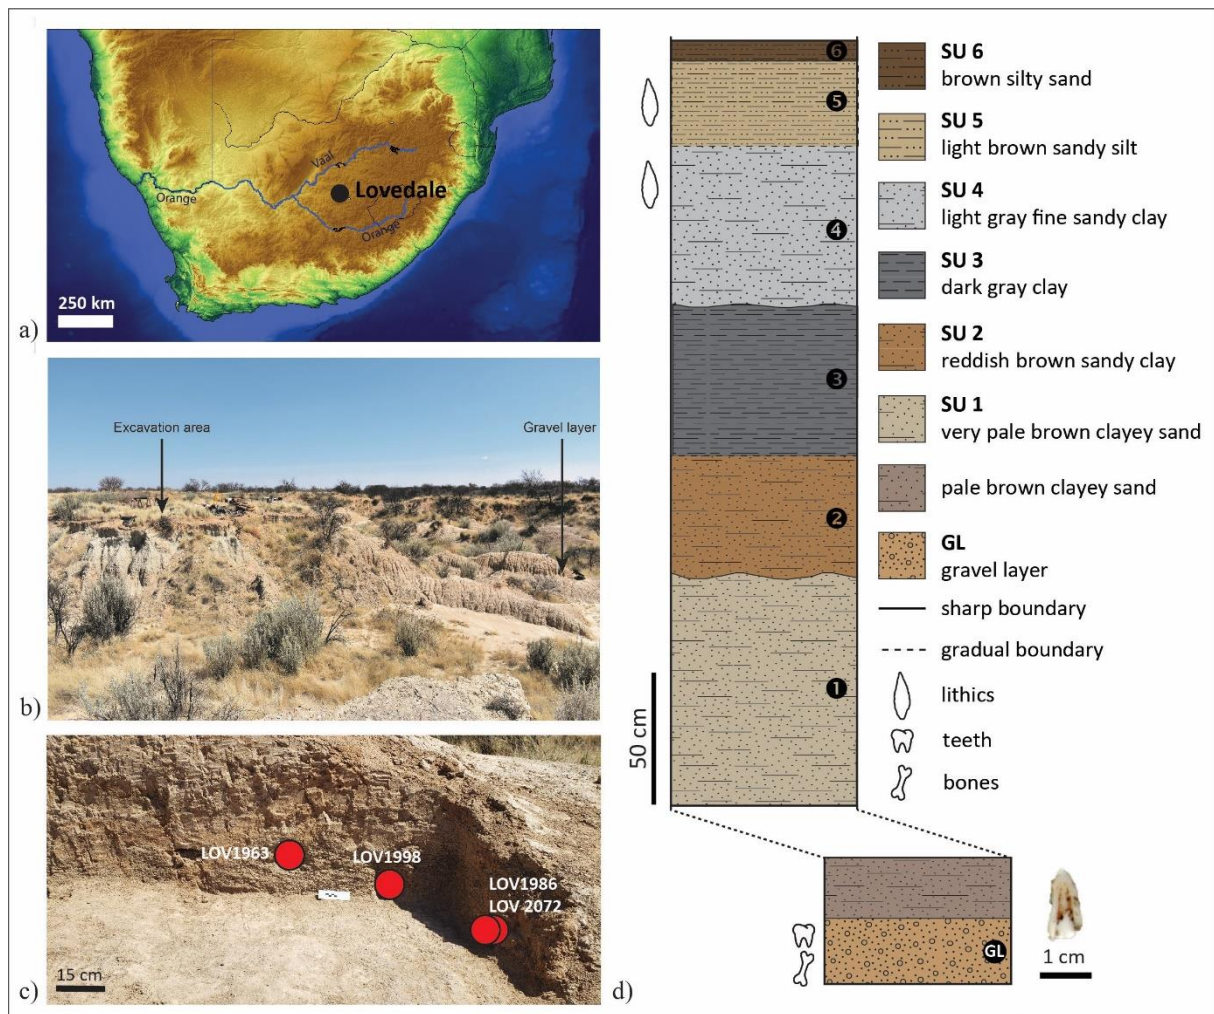 Vaal
Orange
Lovedale
Orange
250 km
a)
Excavation area
Gravel layer
b)
LOV1963
LOV1998
LOV1986
LOV 2072
15 cm
c)
6
5
4
3
2
1
50 cm
GL
1 cm
d)
SU 6
brown silty sand
SU 5
light brown sandy silt
SU 4
light gray fine sandy clay
SU 3
dark gray clay
SU 2
reddish brown sandy clay
SU 1
very pale brown clayey sand
pale brown clayey sand
GL
gravel layer
sharp boundary
gradual boundary
lithics
teeth
bones